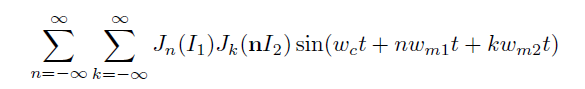 ∞ ∞
∑ ∑ J_n(I_1)J_k(𝐧I_2) sin(w_c t + nw_{m1}t + kw_{m2}t)
n=−∞ k=−∞